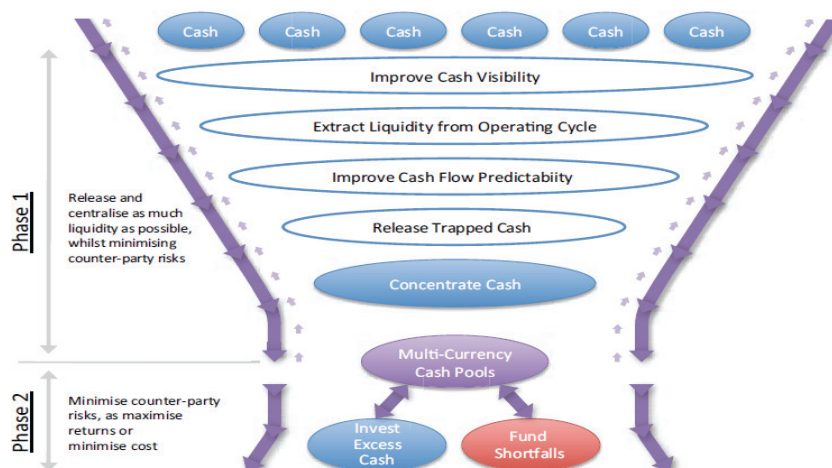 Cash Cash Cash Cash Cash Cash
Improve Cash Visibility
Extract Liquidity from Operating Cycle
Improve Cash Flow Predictabiity
Release Trapped Cash
Concentrate Cash
Phase 1
Release and
centralise as much
liquidity as possible,
whilst minimising
counter-party risks
Multi-Currency
Cash Pools
Phase 2
Minimise counter-party
risks, as maximise
returns or
minimise cost
Invest
Excess
Cash
Fund
Shortfalls